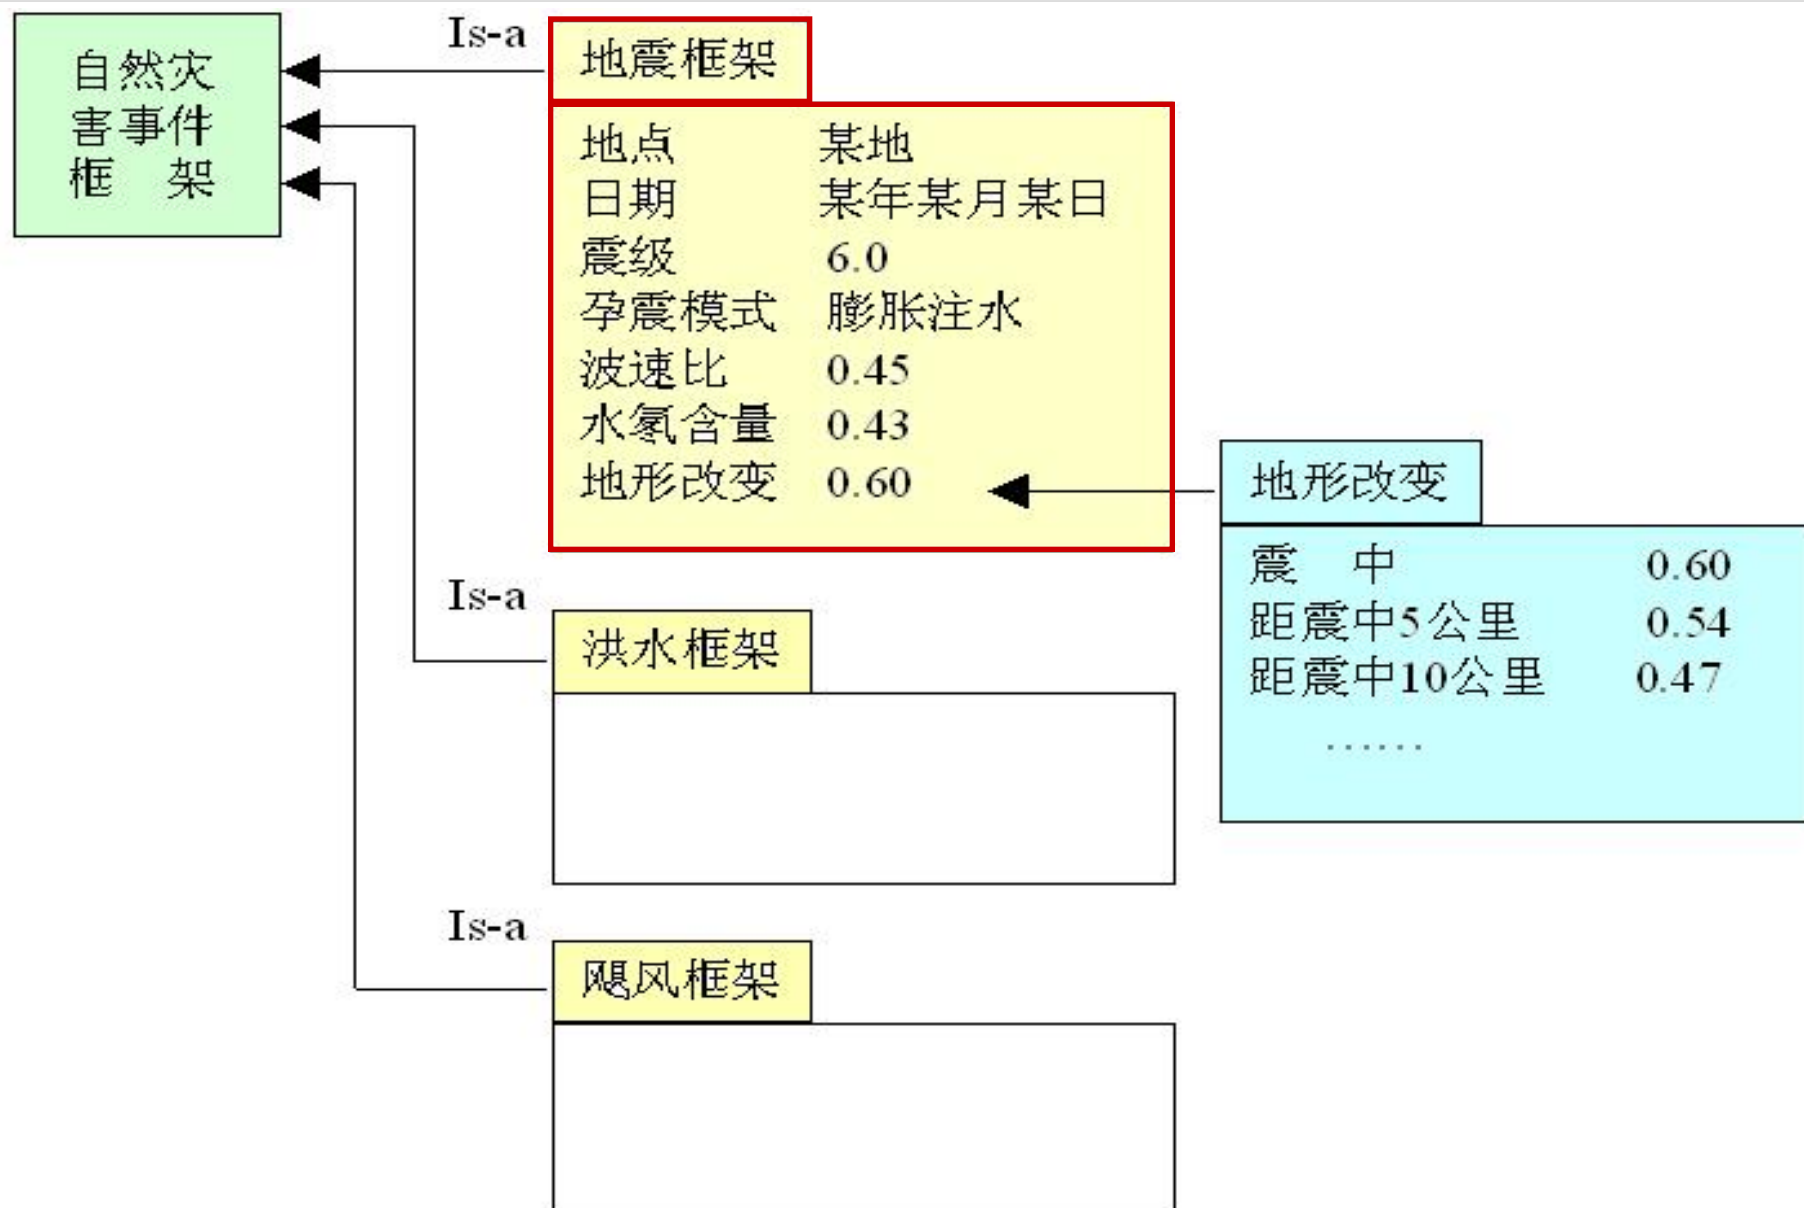 自然灾
害事件
框 架
Is-a
地震框架
地点 某地
日期 某年某月某日
震级 6.0
孕震模式 膨胀注水
波速比 0.45
水氡含量 0.43
地形改变 0.60
地形改变
震 中 0.60
距震中5公里 0.54
距震中10公里 0.47
......
Is-a
洪水框架
Is-a
飓风框架